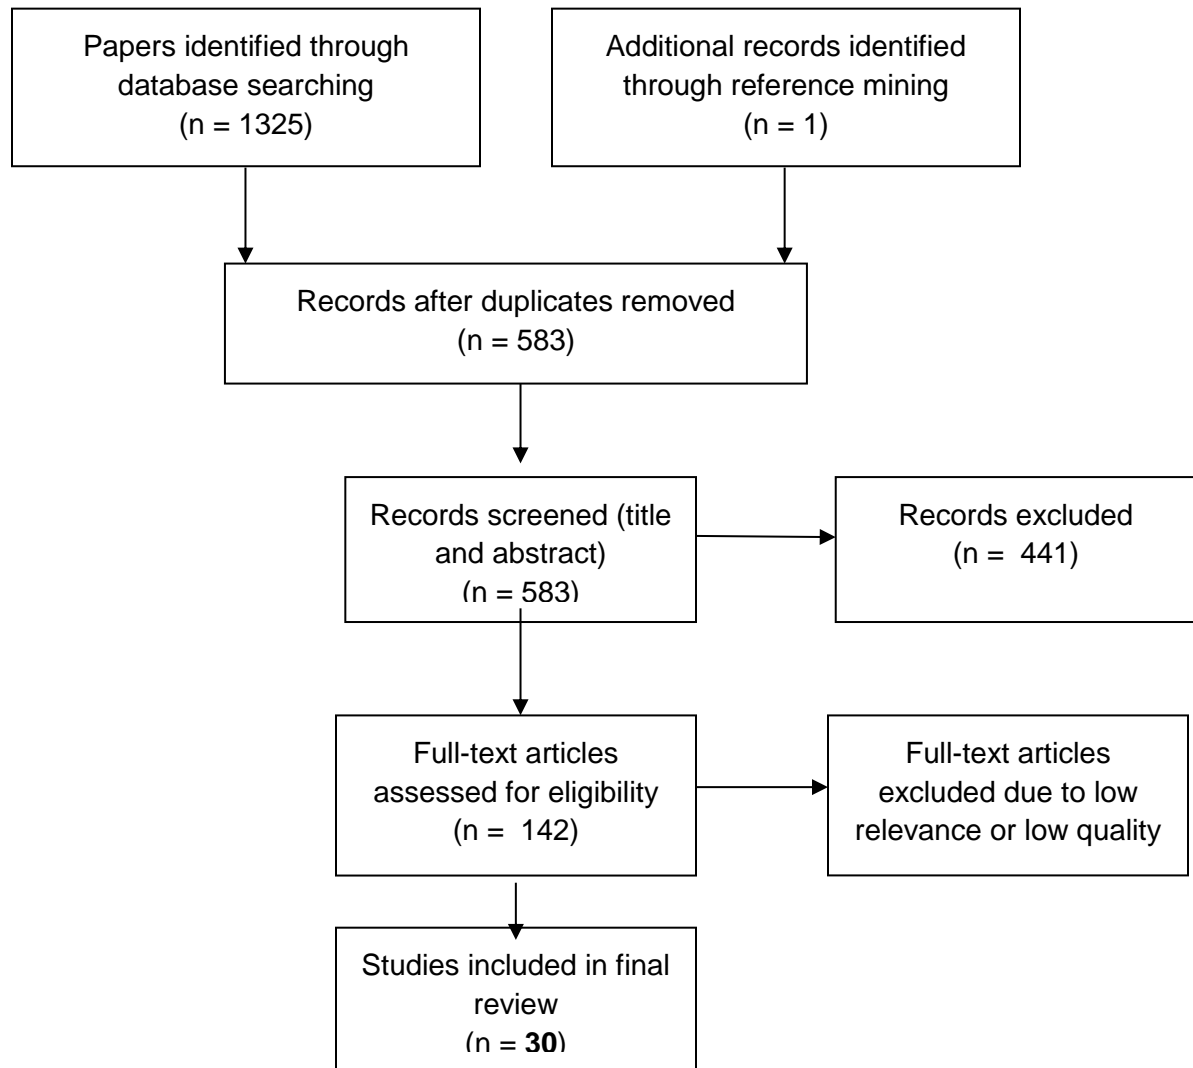 Papers identified through
database searching
(n = 1325)
Additional records identified
through reference mining
(n = 1)
Records after duplicates removed
(n = 583)
Records screened (title
and abstract)
(n = 583)
Records excluded
(n =  441)
Full-text articles
assessed for eligibility
(n =  142)
Full-text articles
excluded due to low
relevance or low quality
Studies included in final
review
(n = 30)